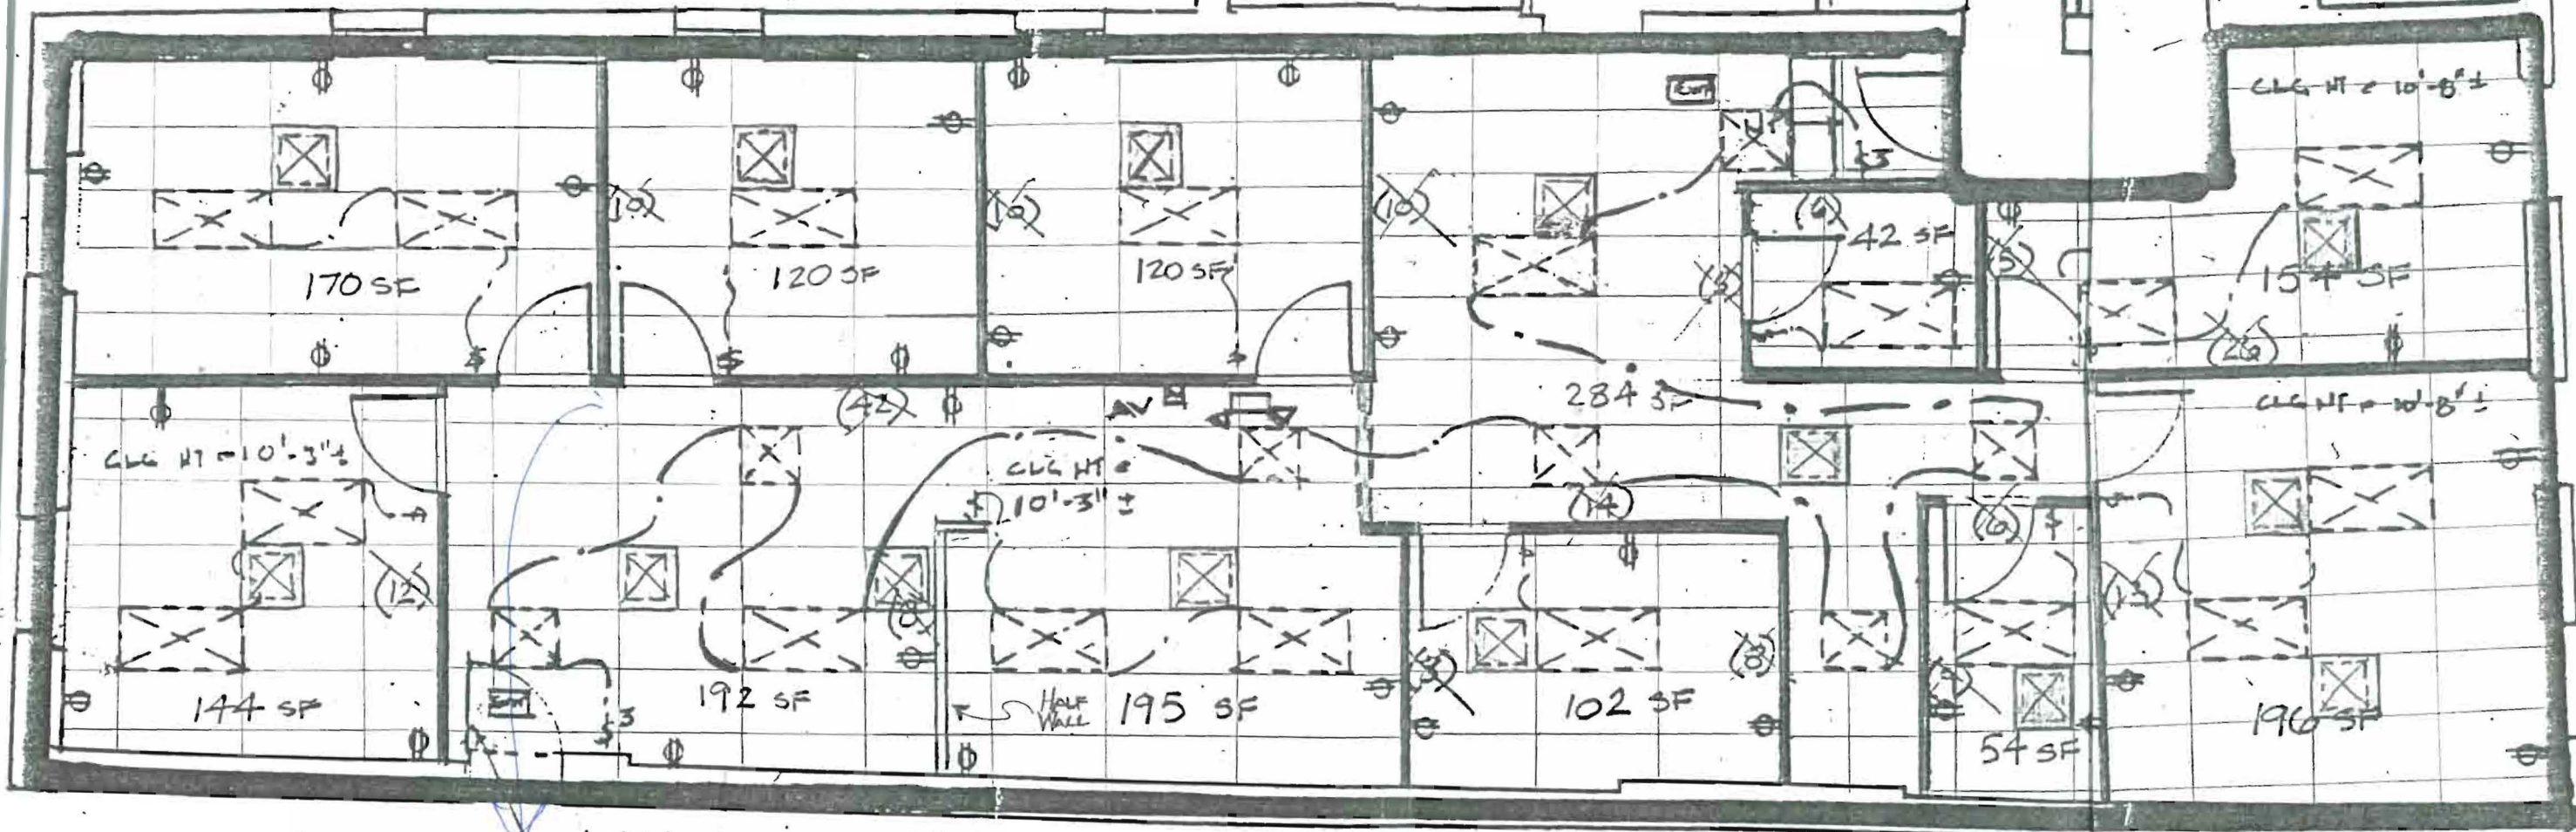 CLG HT = 10'-8" ±
(10)
(10)
(10)
$3
(6)
42 SF
(5)
(5)
170 SF
120 SF
120 SF
154 SF
(26)
$
$
$
284 SF
(42)
AV
CLG HT = 10'-3" ±
CLG HT =
10'-3" ±
CLG HT = 10'-8" ±
$
(14)
(6)
$
(12)
(8)
(13)
144 SF
EXIT
192 SF
$3
HALF
WALL
195 SF
102 SF
(8)
54 SF
196 SF